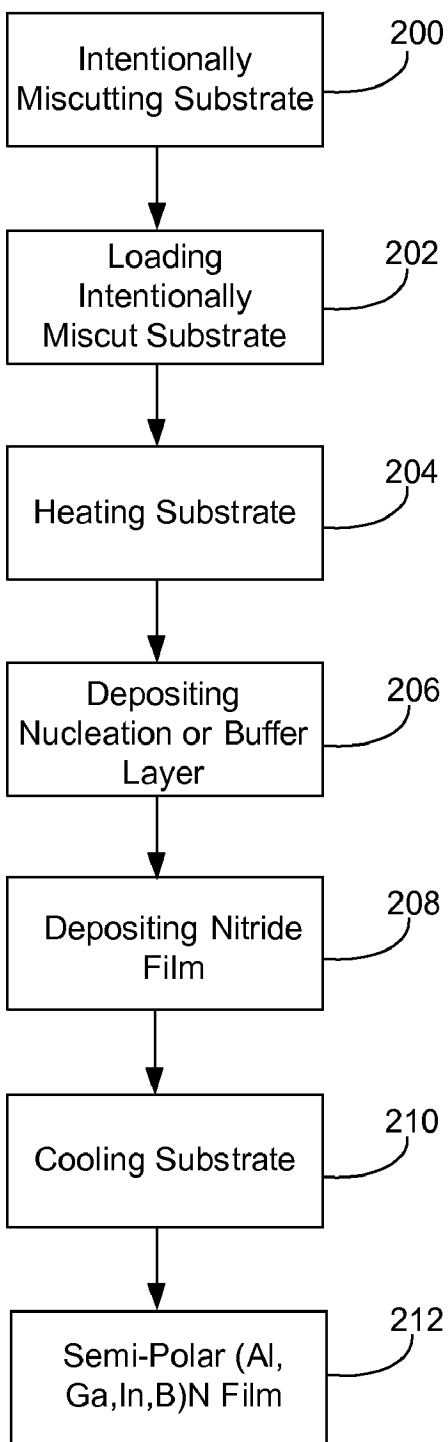 200
Intentionally
Miscutting Substrate
202
Loading
Intentionally
Miscut Substrate
204
Heating Substrate
206
Depositing
Nucleation or Buffer
Layer
208
Depositing Nitride
Film
210
Cooling Substrate
212
Semi-Polar (Al,
Ga,In,B)N Film